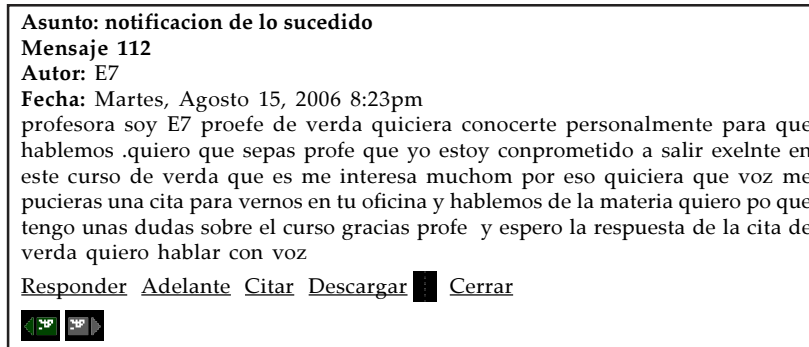 Asunto: notificacion de lo sucedido
Mensaje 112
Autor: E7
Fecha: Martes, Agosto 15, 2006 8:23pm
profesora soy E7 proefe de verda quiciera conocerte personalmente para que
hablemos .quiero que sepas profe que yo estoy conprometido a salir exelnte en
este curso de verda que es me interesa muchom por eso quiciera que voz me
pucieras una cita para vernos en tu oficina y hablemos de la materia quiero po que
tengo unas dudas sobre el curso gracias profe y espero la respuesta de la cita de
verda quiero hablar con voz
Responder Adelante Citar Descargar Cerrar